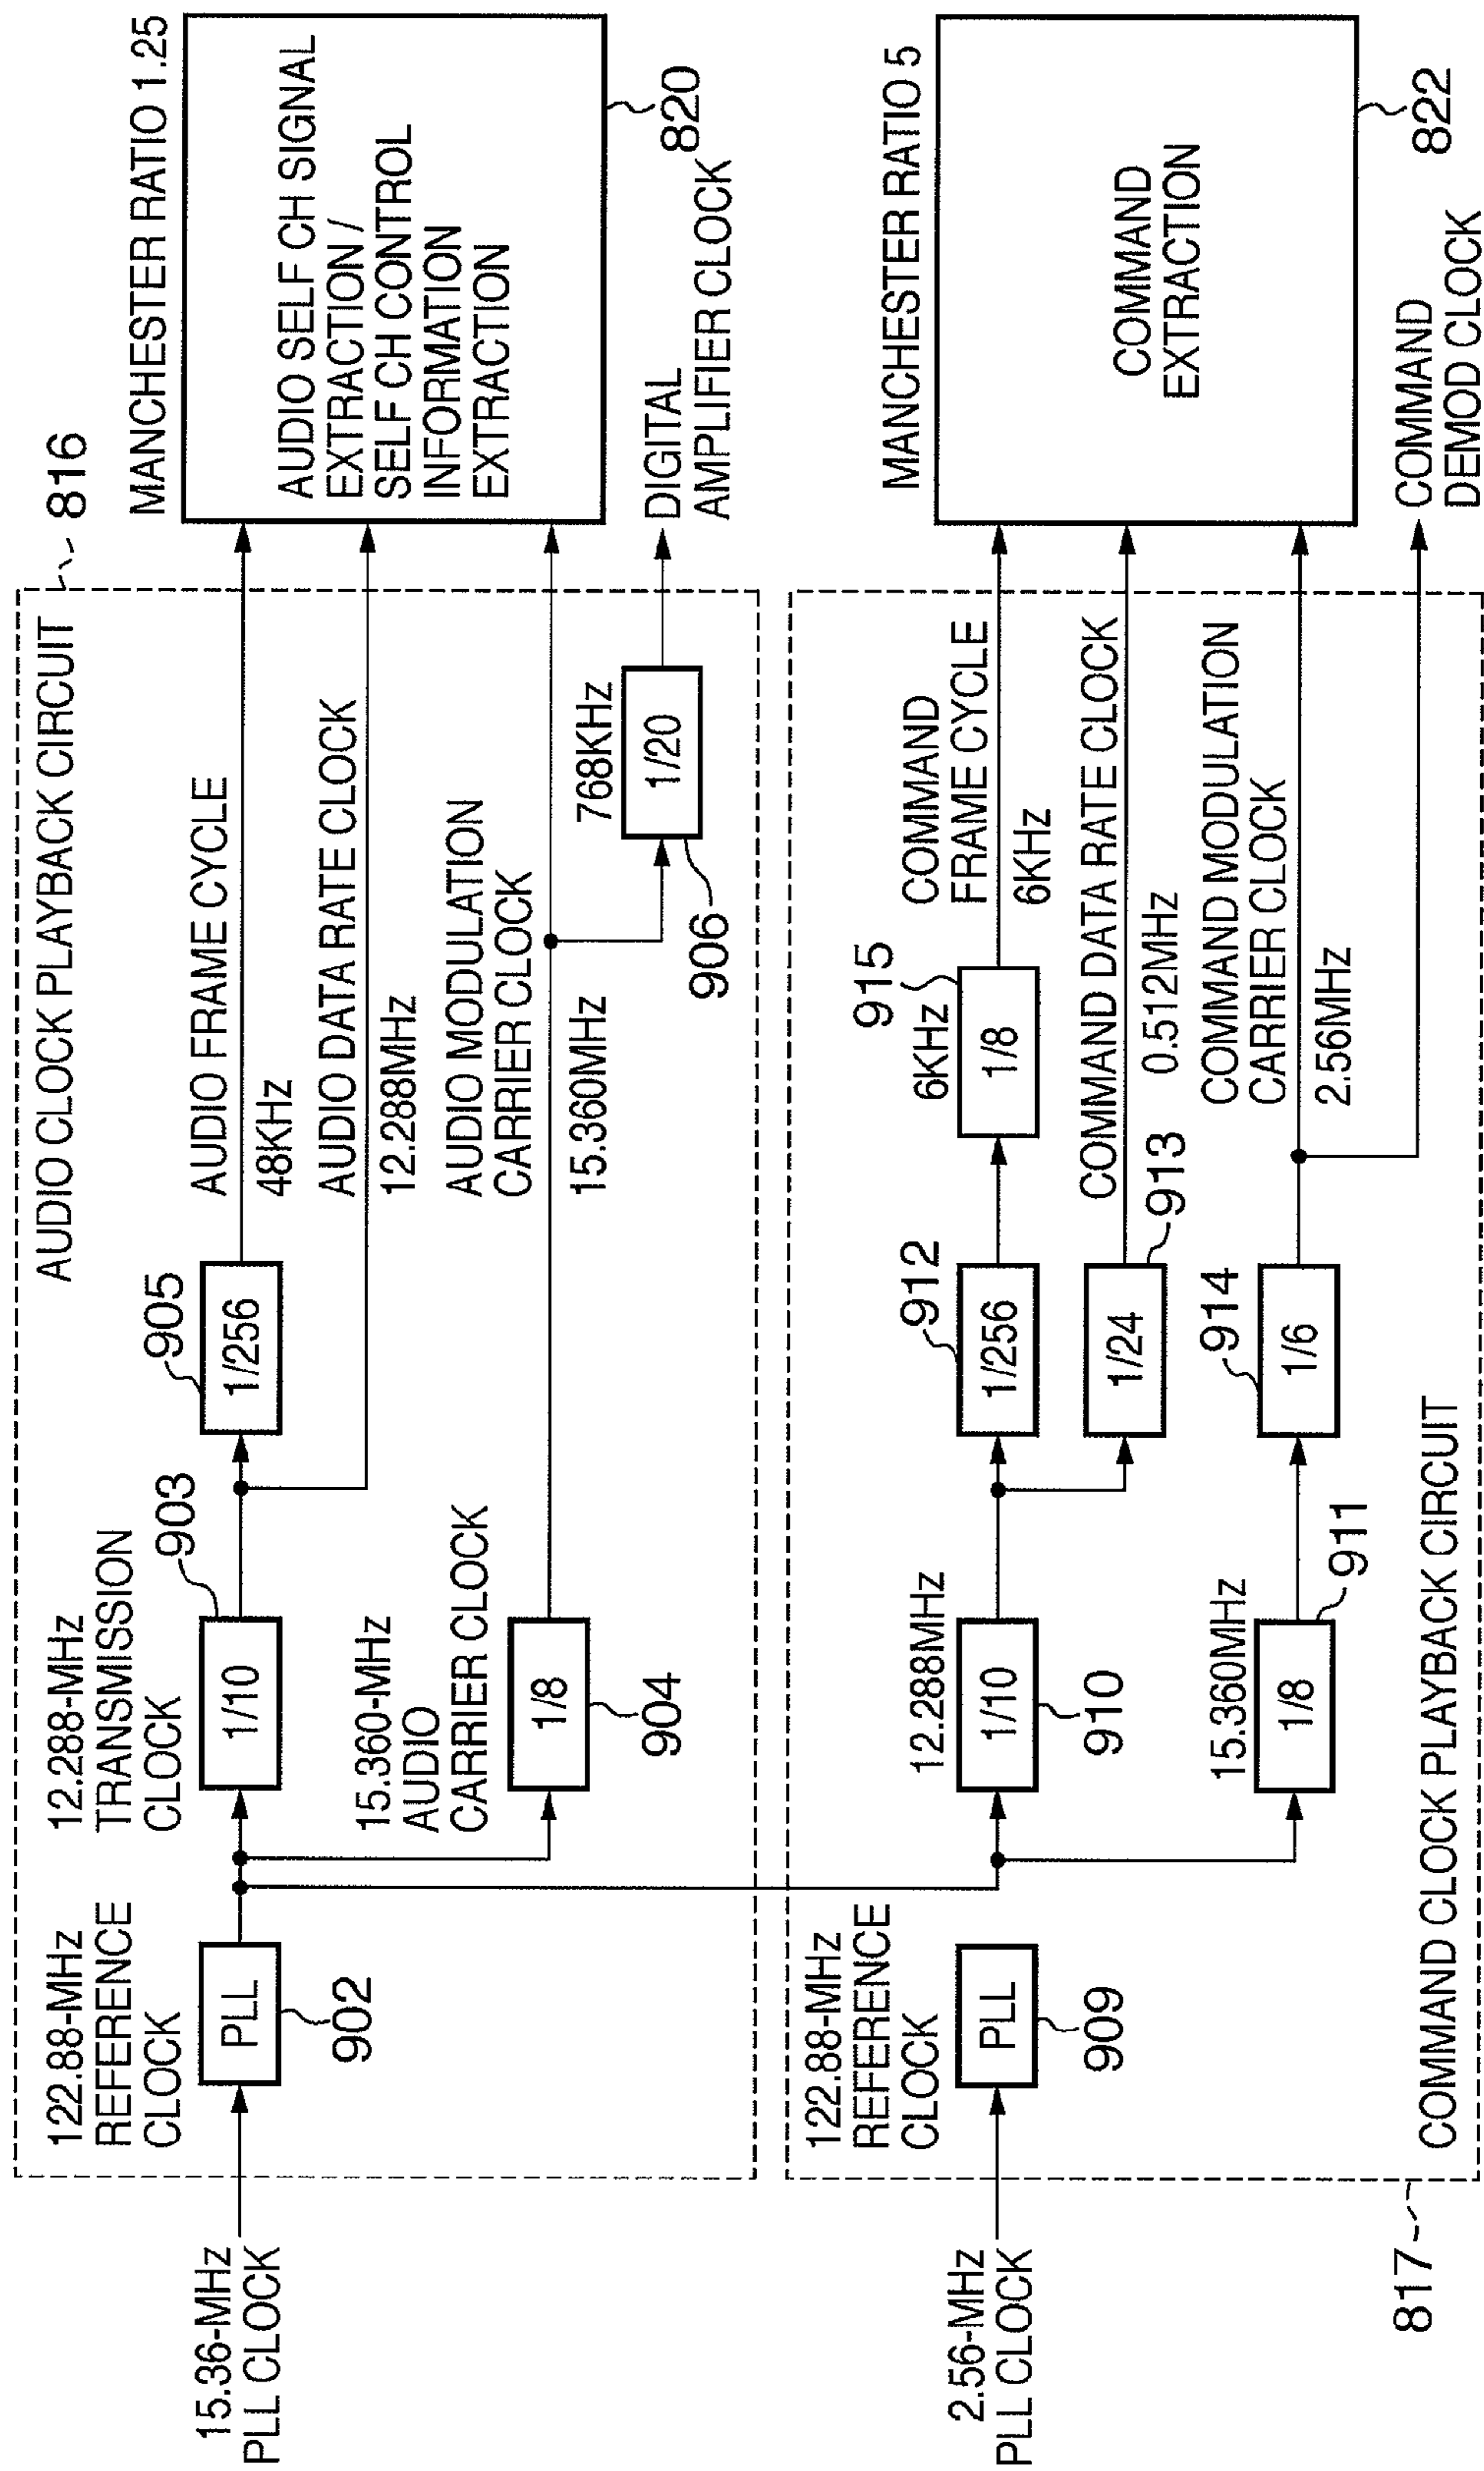 AUDIO CLOCK PLAYBACK CIRCUIT
816
15.36-MHz
PLL CLOCK
122.88-MHz
REFERENCE
CLOCK
PLL
902
12.288-MHz
TRANSMISSION
CLOCK
903
1/10
15.360-MHz
AUDIO
CARRIER CLOCK
1/8
904
905
1/256
AUDIO FRAME CYCLE
48KHz
AUDIO DATA RATE CLOCK
12.288MHz
AUDIO MODULATION
CARRIER CLOCK
15.360MHz
768KHz
1/20
906
MANCHESTER RATIO 1.25
AUDIO SELF CH SIGNAL
EXTRACTION /
SELF CH CONTROL
INFORMATION
EXTRACTION
820
DIGITAL
AMPLIFIER CLOCK
2.56-MHz
PLL CLOCK
122.88-MHz
REFERENCE
CLOCK
PLL
909
12.288MHz
1/10
910
15.360MHz
1/8
911
912
1/256
1/24
913
914
1/6
915
6KHz
1/8
COMMAND
FRAME CYCLE
6KHz
COMMAND DATA RATE CLOCK
0.512MHz
COMMAND MODULATION
CARRIER CLOCK
2.56MHz
MANCHESTER RATIO 5
COMMAND
EXTRACTION
822
COMMAND
DEMOD CLOCK
817
COMMAND CLOCK PLAYBACK CIRCUIT